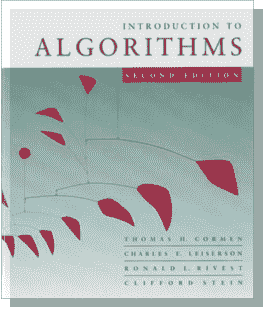 INTRODUCTION TO
ALGORITHMS
SECOND EDITION
THOMAS H. CORMEN
CHARLES E. LEISERSON
RONALD L. RIVEST
CLIFFORD STEIN